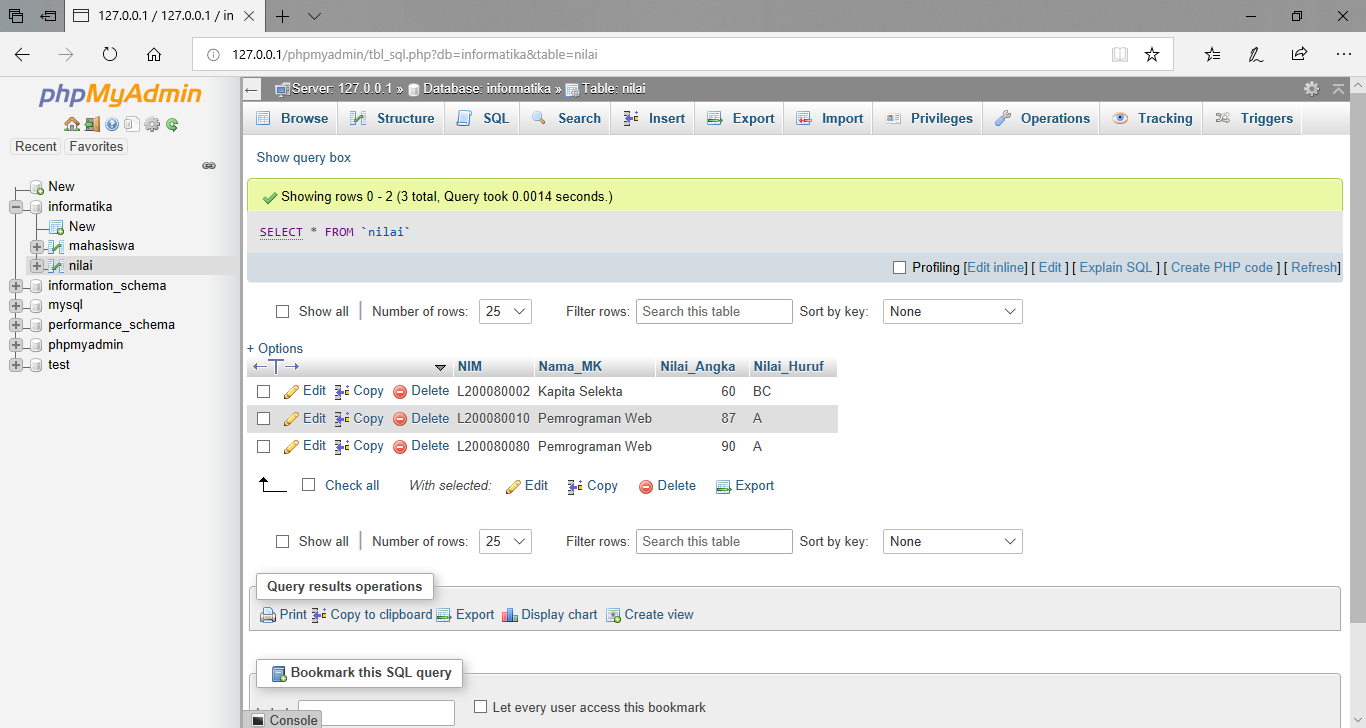 127.0.0.1 / 127.0.0.1 / in
127.0.0.1/phpmyadmin/tbl_sql.php?db=informatika&table=nilai
phpMyAdmin
Recent Favorites
New
informatika
New
mahasiswa
nilai
information_schema
mysql
performance_schema
phpmyadmin
test
Server: 127.0.0.1 » Database: informatika » Table: nilai
Browse Structure SQL Search Insert Export Import Privileges Operations Tracking Triggers
Show query box
Showing rows 0 - 2 (3 total, Query took 0.0014 seconds.)
SELECT * FROM `nilai`
Profiling [Edit inline] [ Edit ] [ Explain SQL ] [ Create PHP code ] [ Refresh]
Show all | Number of rows: 25 Filter rows: Search this table Sort by key: None
+ Options
←T→ NIM Nama_MK Nilai_Angka Nilai_Huruf
Edit Copy Delete L200080002 Kapita Selekta 60 BC
Edit Copy Delete L200080010 Pemrograman Web 87 A
Edit Copy Delete L200080080 Pemrograman Web 90 A
Check all With selected: Edit Copy Delete Export
Show all | Number of rows: 25 Filter rows: Search this table Sort by key: None
Query results operations
Print Copy to clipboard Export Display chart Create view
Bookmark this SQL query
Let every user access this bookmark
Console